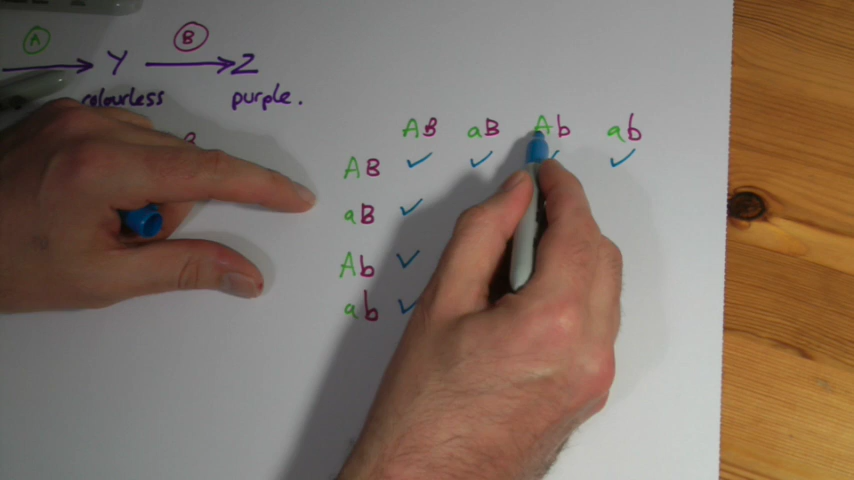 A B
Y Z
colourless purple.
B
AB aB Ab ab
AB ✓ ✓ ✓ ✓
aB ✓
Ab ✓
ab ✓